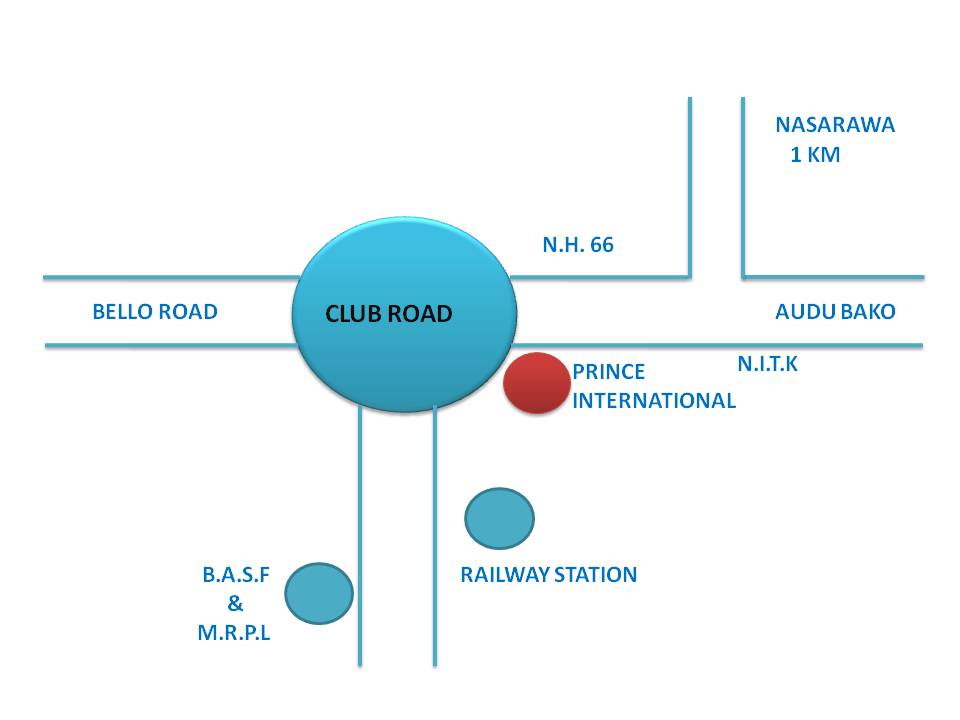 NASARAWA
1 KM
N.H. 66
BELLO ROAD
CLUB ROAD
AUDU BAKO
N.I.T.K
PRINCE
INTERNATIONAL
B.A.S.F
&
M.R.P.L
RAILWAY STATION